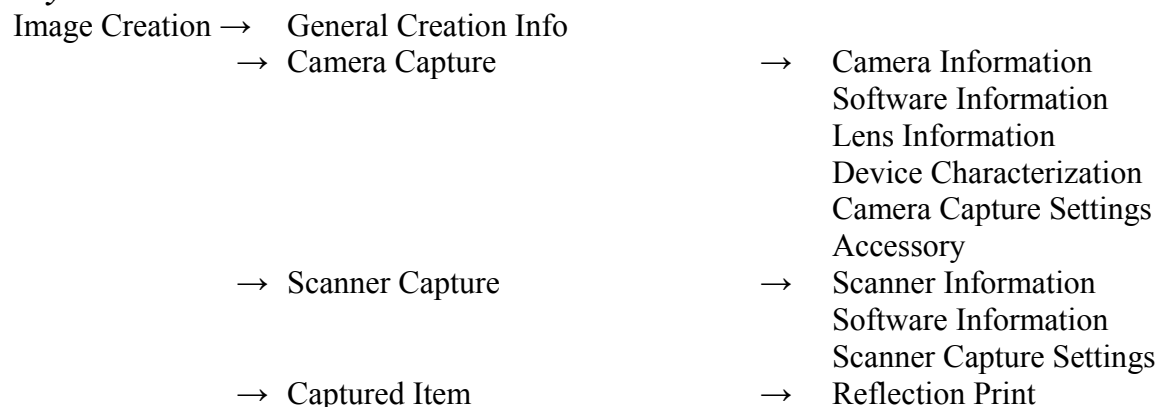 Image Creation → General Creation Info
→ Camera Capture → Camera Information
Software Information
Lens Information
Device Characterization
Camera Capture Settings
Accessory
→ Scanner Capture → Scanner Information
Software Information
Scanner Capture Settings
→ Captured Item → Reflection Print